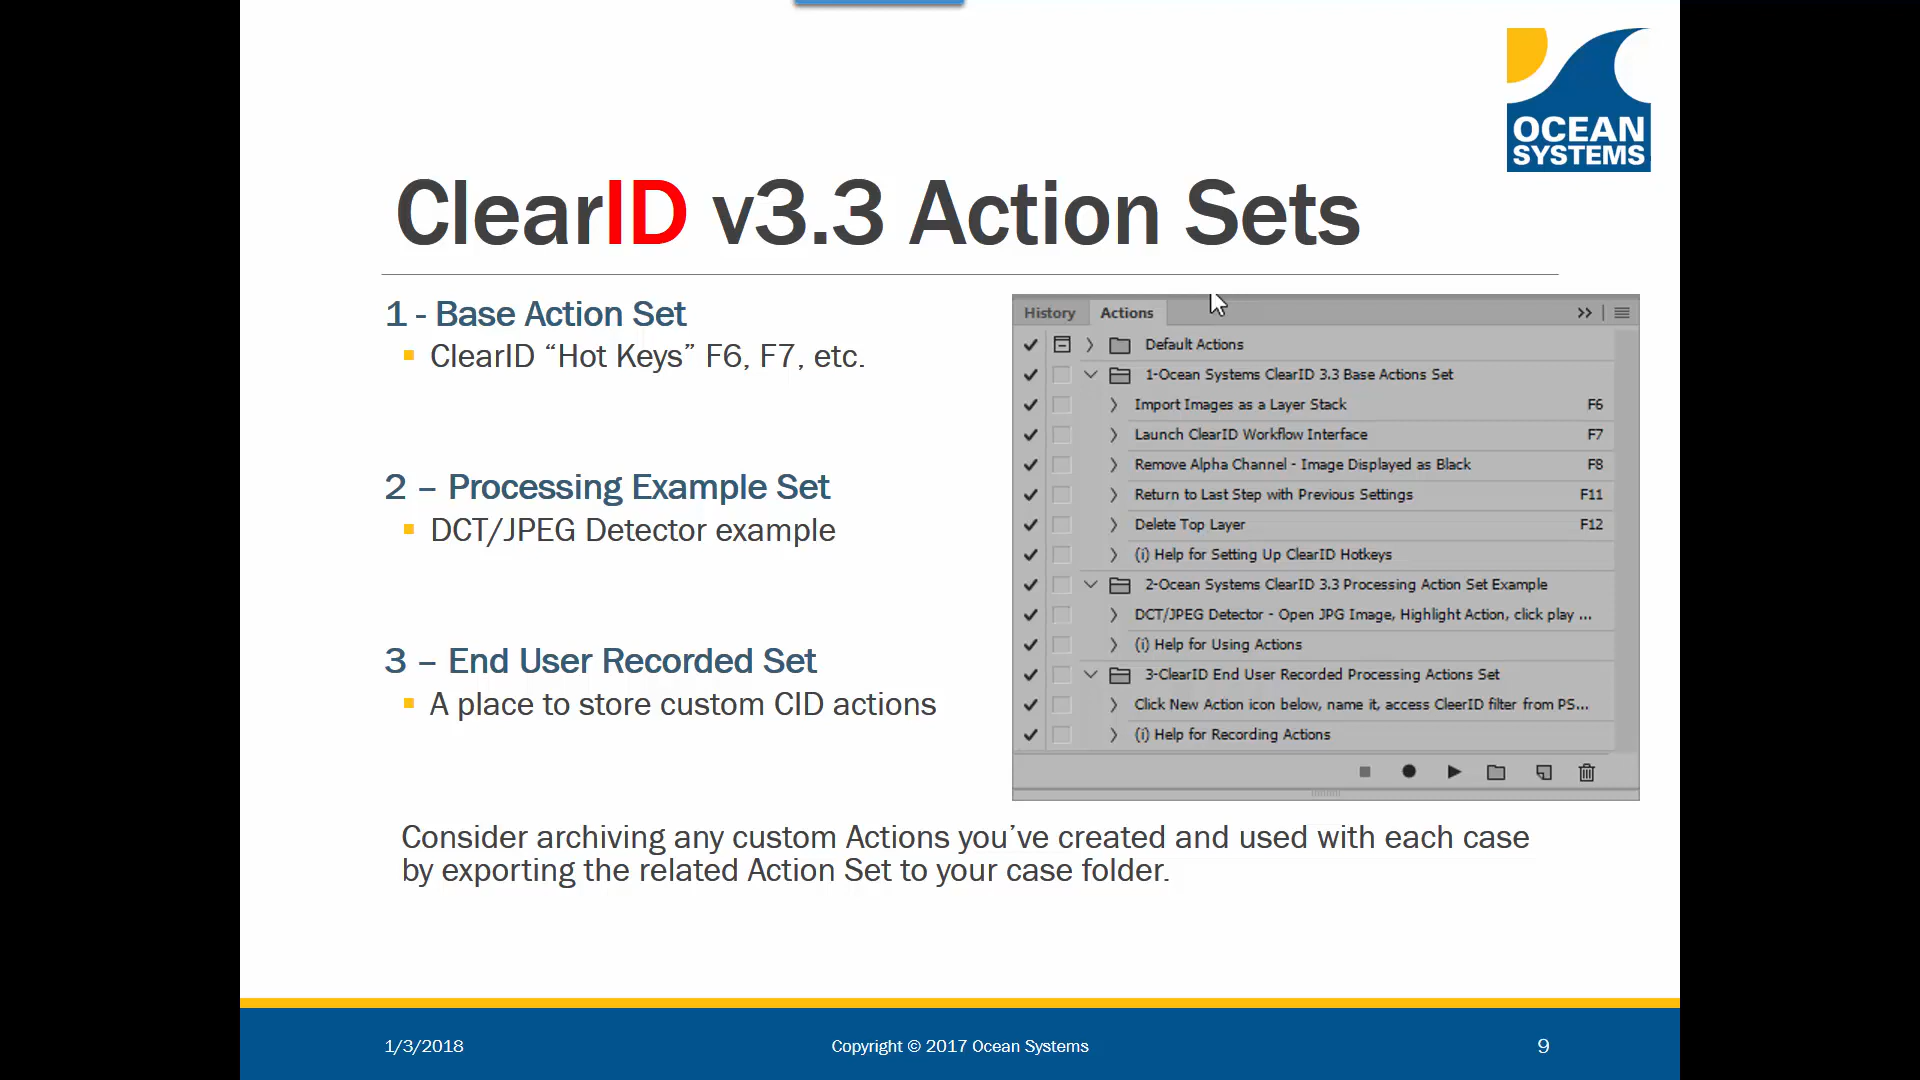 OCEAN
SYSTEMS
ClearID v3.3 Action Sets
1 - Base Action Set
ClearID “Hot Keys” F6, F7, etc.
2 – Processing Example Set
DCT/JPEG Detector example
3 – End User Recorded Set
A place to store custom CID actions
History Actions
Default Actions
1-Ocean Systems ClearID 3.3 Base Actions Set
Import Images as a Layer Stack F6
Launch ClearID Workflow Interface F7
Remove Alpha Channel - Image Displayed as Black F8
Return to Last Step with Previous Settings F11
Delete Top Layer F12
(i) Help for Setting Up ClearID Hotkeys
2-Ocean Systems ClearID 3.3 Processing Action Set Example
DCT/JPEG Detector - Open JPG Image, Highlight Action, click play ...
(i) Help for Using Actions
3-ClearID End User Recorded Processing Actions Set
Click New Action icon below, name it, access CleerID filter from PS...
(i) Help for Recording Actions
Consider archiving any custom Actions you’ve created and used with each case
by exporting the related Action Set to your case folder.
1/3/2018 Copyright © 2017 Ocean Systems 9